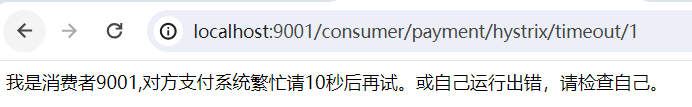 localhost:9001/consumer/payment/hystrix/timeout/1
我是消费者9001,对方支付系统繁忙请10秒后再试。或自己运行出错，请检查自己。